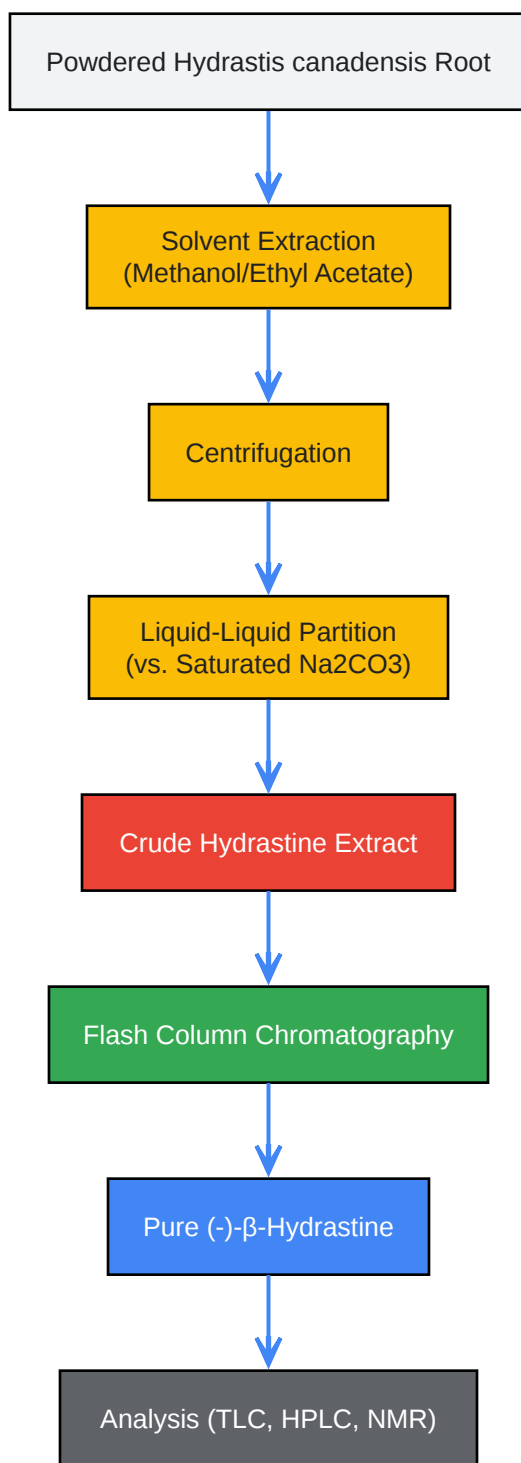 Powdered Hydrastis canadensis Root
Solvent Extraction
(Methanol/Ethyl Acetate)
Centrifugation
Liquid-Liquid Partition
(vs. Saturated Na2CO3)
Crude Hydrastine Extract
Flash Column Chromatography
Pure (-)-β-Hydrastine
Analysis (TLC, HPLC, NMR)